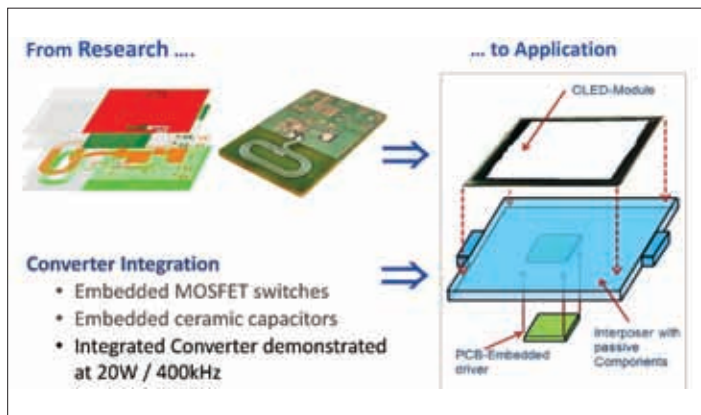 From Research ....
... to Application
OLED-Module
Converter Integration
• Embedded MOSFET switches
• Embedded ceramic capacitors
• Integrated Converter demonstrated
at 20W / 400kHz
PCB-Embedded
driver
Interposer with
passive
Components